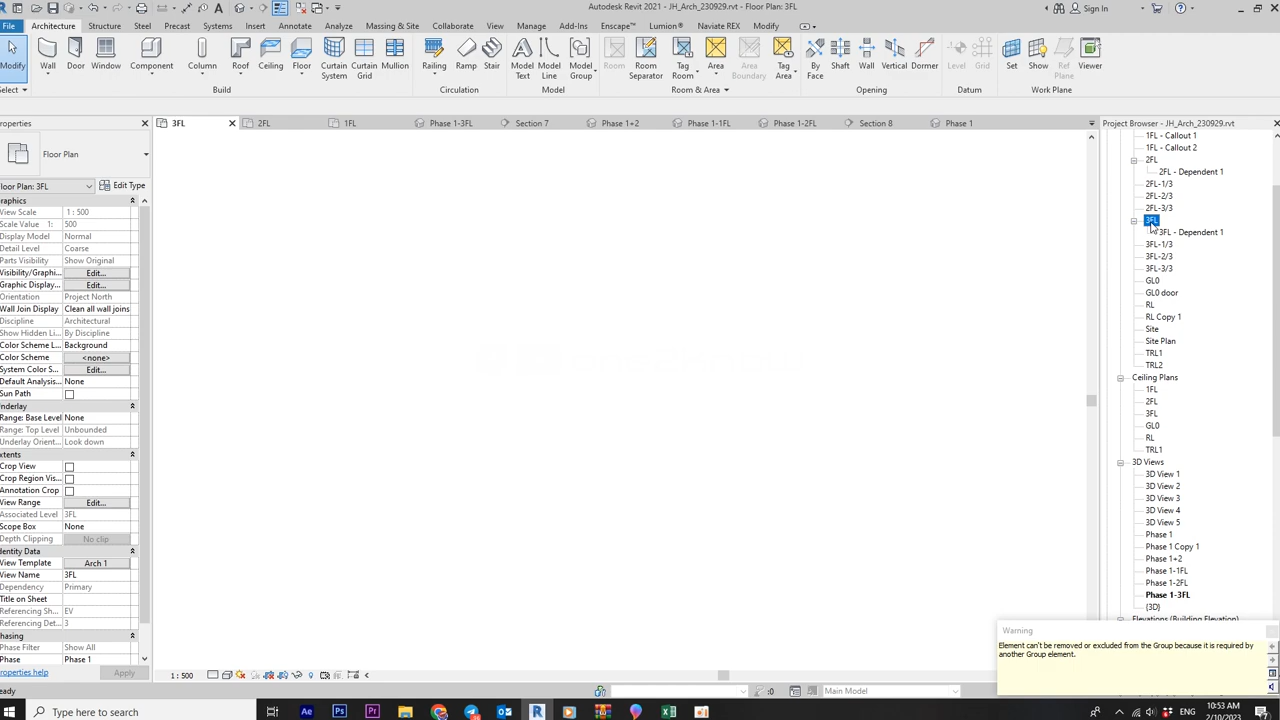 Autodesk Revit 2021 - JH_Arch_230929.rvt - Floor Plan: 3FL
Sign In
File Architecture Structure Steel Precast Systems Insert Annotate Analyze Massing & Site Collaborate View Manage Add-Ins Enscape™ Lumion® Naviate REX Modify
Modify Wall Door Window Component Column Roof Ceiling Floor Curtain System Curtain Grid Mullion Railing Ramp Stair Model Text Model Line Model Group Room Room Separator Tag Room Area Area Boundary Tag Area By Face Shaft Wall Vertical Dormer Level Grid Set Show Ref Plane Viewer
Select Build Circulation Model Room & Area Opening Datum Work Plane
roperties
Floor Plan
loor Plan: 3FL Edit Type
raphics
View Scale 1 : 500
Scale Value 1: 500
Display Model Normal
Detail Level Coarse
Parts Visibility Show Original
Visibility/Graphi... Edit...
Graphic Display... Edit...
Orientation Project North
Wall Join Display Clean all wall joins
Discipline Architectural
Show Hidden Li... By Discipline
Color Scheme L... Background
Color Scheme <none>
System Color S... Edit...
Default Analysis... None
Sun Path
Underlay
Range: Base Level None
Range: Top Level Unbounded
Underlay Orient... Look down
xtents
Crop View
Crop Region Vis...
Annotation Crop
View Range Edit...
Associated Level 3FL
Scope Box None
Depth Clipping No clip
dentity Data
View Template Arch 1
View Name 3FL
Dependency Primary
Title on Sheet
Referencing Sh... EV
Referencing Det... 3
hasing
Phase Filter Show All
Phase Phase 1
roperties help Apply
3FL 2FL 1FL Phase 1-3FL Section 7 Phase 1+2 Phase 1-1FL Phase 1-2FL Section 8 Phase 1
Project Browser - JH_Arch_230929.rvt
1FL - Callout 1
1FL - Callout 2
2FL
2FL - Dependent 1
2FL-1/3
2FL-2/3
2FL-3/3
3FL
3FL - Dependent 1
3FL-1/3
3FL-2/3
3FL-3/3
GL0
GL0 door
RL
RL Copy 1
Site
Site Plan
TRL1
TRL2
Ceiling Plans
1FL
2FL
3FL
GL0
RL
TRL1
3D Views
3D View 1
3D View 2
3D View 3
3D View 4
3D View 5
Phase 1
Phase 1 Copy 1
Phase 1+2
Phase 1-1FL
Phase 1-2FL
Phase 1-3FL
{3D}
Elevations (Building Elevation)
Warning
Element can't be removed or excluded from the Group because it is required by
another Group element.
1 : 500
eady :0 Main Model
Type here to search
Ae Ps Pr
ENG 10:53 AM
2/10/2023